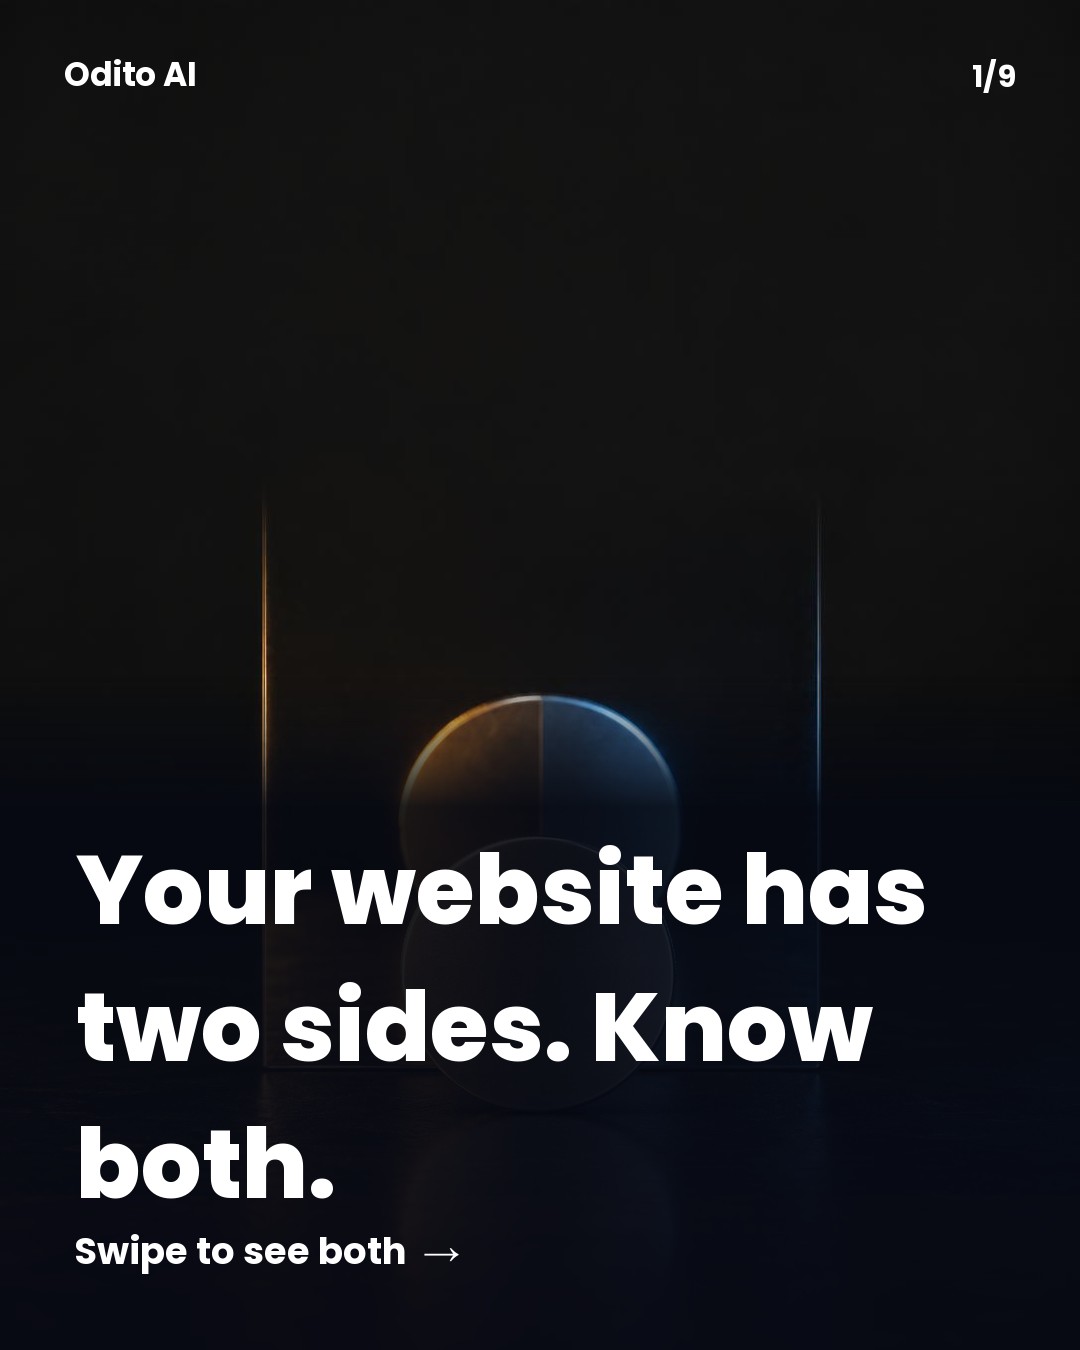 Odito AI
1/9
Your website has
two sides. Know
both.
Swipe to see both →